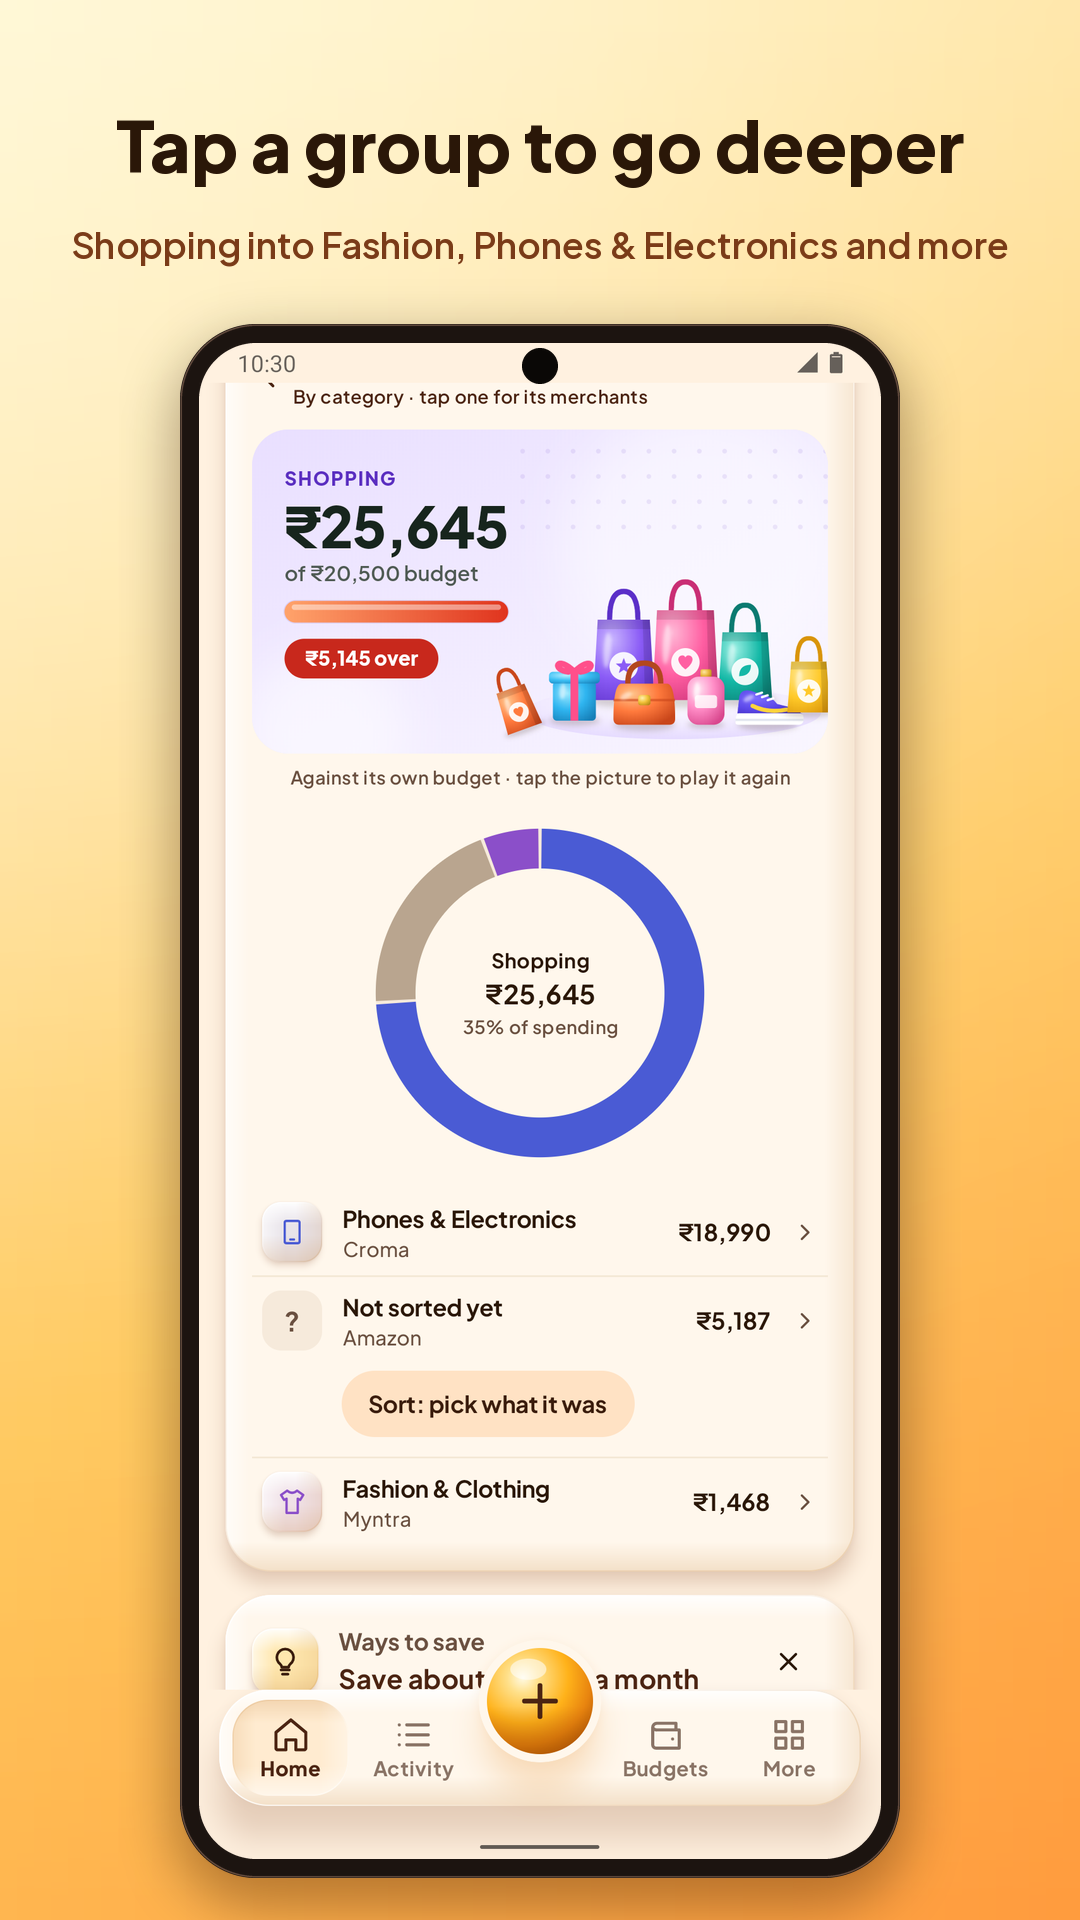 Tap a group to go deeper
Shopping into Fashion, Phones & Electronics and more
10:30
By category · tap one for its merchants
SHOPPING
₹25,645
of ₹20,500 budget
₹5,145 over
Against its own budget · tap the picture to play it again
Shopping
₹25,645
35% of spending
Phones & Electronics
Croma
₹18,990
?
Not sorted yet
Amazon
₹5,187
Sort: pick what it was
Fashion & Clothing
Myntra
₹1,468
Ways to save
Save about
a month
Home
Activity
Budgets
More